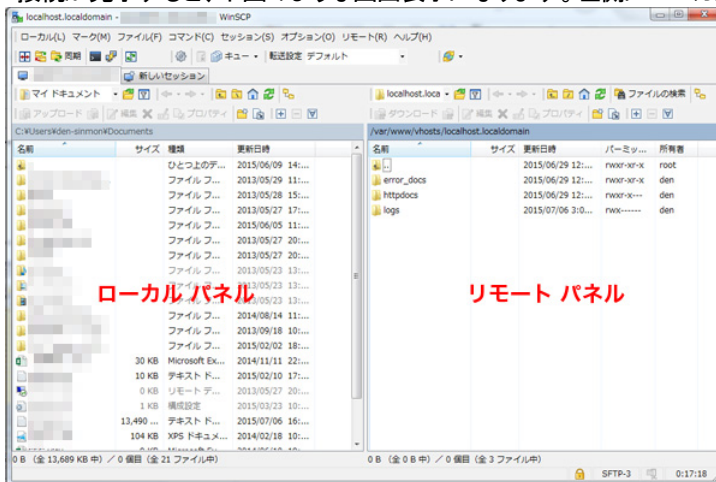 localhost.localdomain - WinSCP
ローカル(L) マーク(M) ファイル(F) コマンド(C) セッション(S) オプション(O) リモート(R) ヘルプ(H)
同期 キュー 転送設定 デフォルト
新しいセッション
マイ ドキュメント
localhost.loca ファイルの検索
アップロード 編集 プロパティ
ダウンロード 編集 プロパティ
C:¥Users¥den-sinmon¥Documents
/var/www/vhosts/localhost.localdomain
名前 サイズ 種類 更新日時
ひとつ上のデ... 2015/06/09 14:...
ファイル フ... 2013/05/29 11:...
ファイル フ... 2013/05/28 15:...
ファイル フ... 2013/05/27 17:...
ファイル フ... 2015/06/05 11:...
ファイル フ... 2013/05/27 20:...
ファイル フ... 2013/05/27 20:...
ファイル フ... 2013/05/23 13:...
ファイル フ... 2013/05/23 13:...
2013/05/23 13:...
ファイル フ... 2014/08/14 11:...
ファイル フ... 2013/09/18 10:...
ファイル フ... 2015/02/02 18:...
30 KB Microsoft Ex... 2014/11/11 22:...
10 KB テキスト ド... 2015/02/10 17:...
0 KB リモート デ... 2013/05/27 20:...
1 KB 構成設定 2015/03/23 10:...
13,490 ... テキスト ド... 2015/07/06 16:...
104 KB XPS ドキュメ... 2014/02/18 10:...
ローカル パネル
名前 サイズ 更新日時 パーミッ... 所有者
.. 2015/06/29 12:... rwxr-xr-x root
error_docs 2015/06/29 12:... rwxr-xr-x den
httpdocs 2015/06/29 12:... rwxr-x--- den
logs 2015/07/06 3:0... rwx------ den
リモート パネル
0 B (全 13,689 KB 中) / 0 個目 (全 21 ファイル中)
0 B (全 0 B 中) / 0 個目 (全 3 ファイル中)
SFTP-3 0:17:18